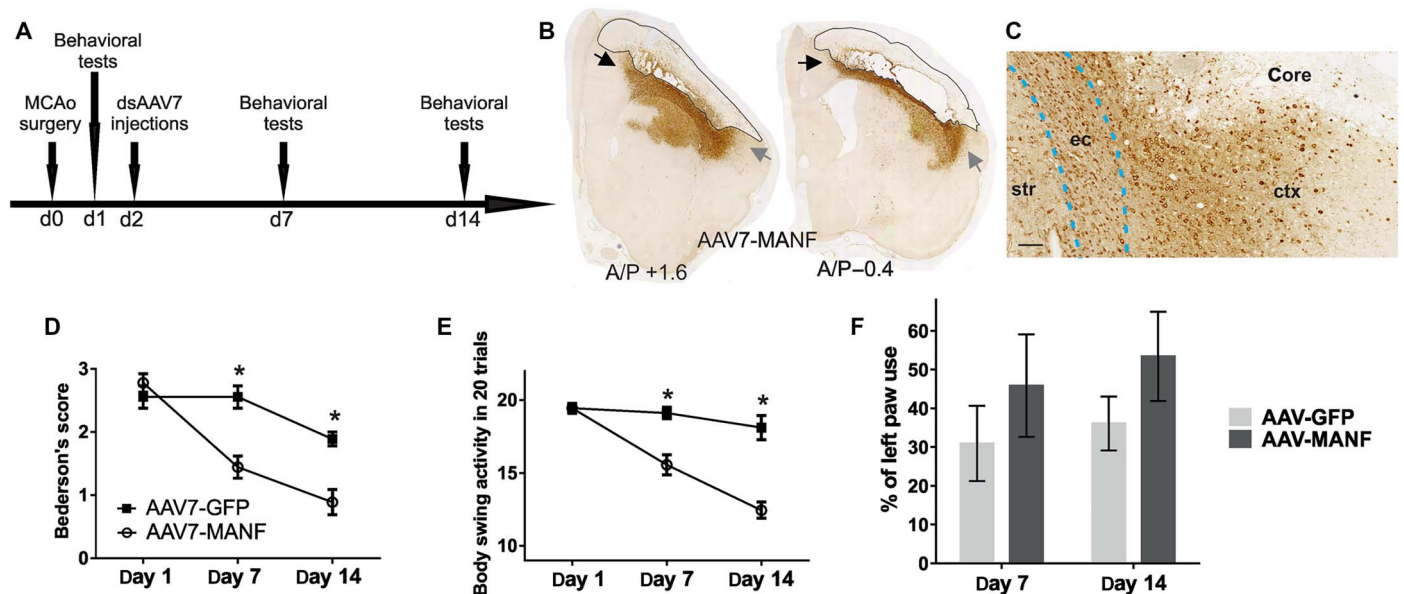 A
Behavioral
tests
MCAo
surgery
dsAAV7
injections
Behavioral
tests
Behavioral
tests
d0
d1
d2
d7
d14
B
AAV7-MANF
A/P +1.6
A/P–0.4
C
Core
ec
str
ctx
D
Bederson's score
3
2
1
0
AAV7-GFP
AAV7-MANF
Day 1
Day 7
Day 14
*
*
E
Body swing activity in 20 trials
20
15
10
*
*
Day 1
Day 7
Day 14
F
% of left paw use
60
50
40
30
20
10
0
Day 7
Day 14
AAV-GFP
AAV-MANF